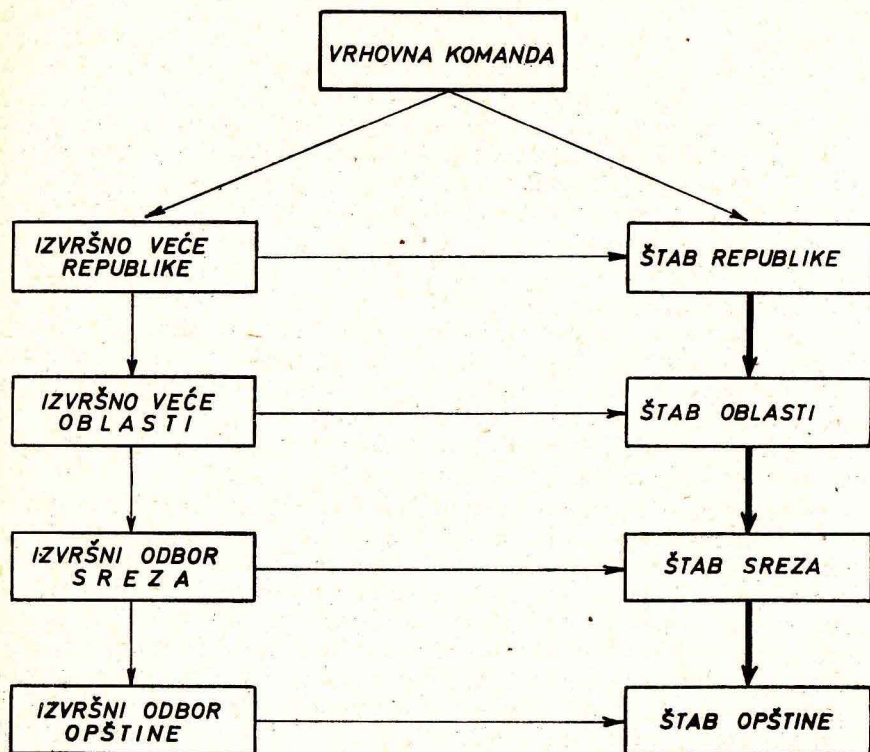 VRHOVNA KOMANDA
IZVRŠNO VEĆE
REPUBLIKE
ŠTAB REPUBLIKE
IZVRŠNO VEĆE
OBLASTI
ŠTAB OBLASTI
IZVRŠNI ODBOR
SREZA
ŠTAB SREZA
IZVRŠNI ODBOR
OPŠTINE
ŠTAB OPŠTINE